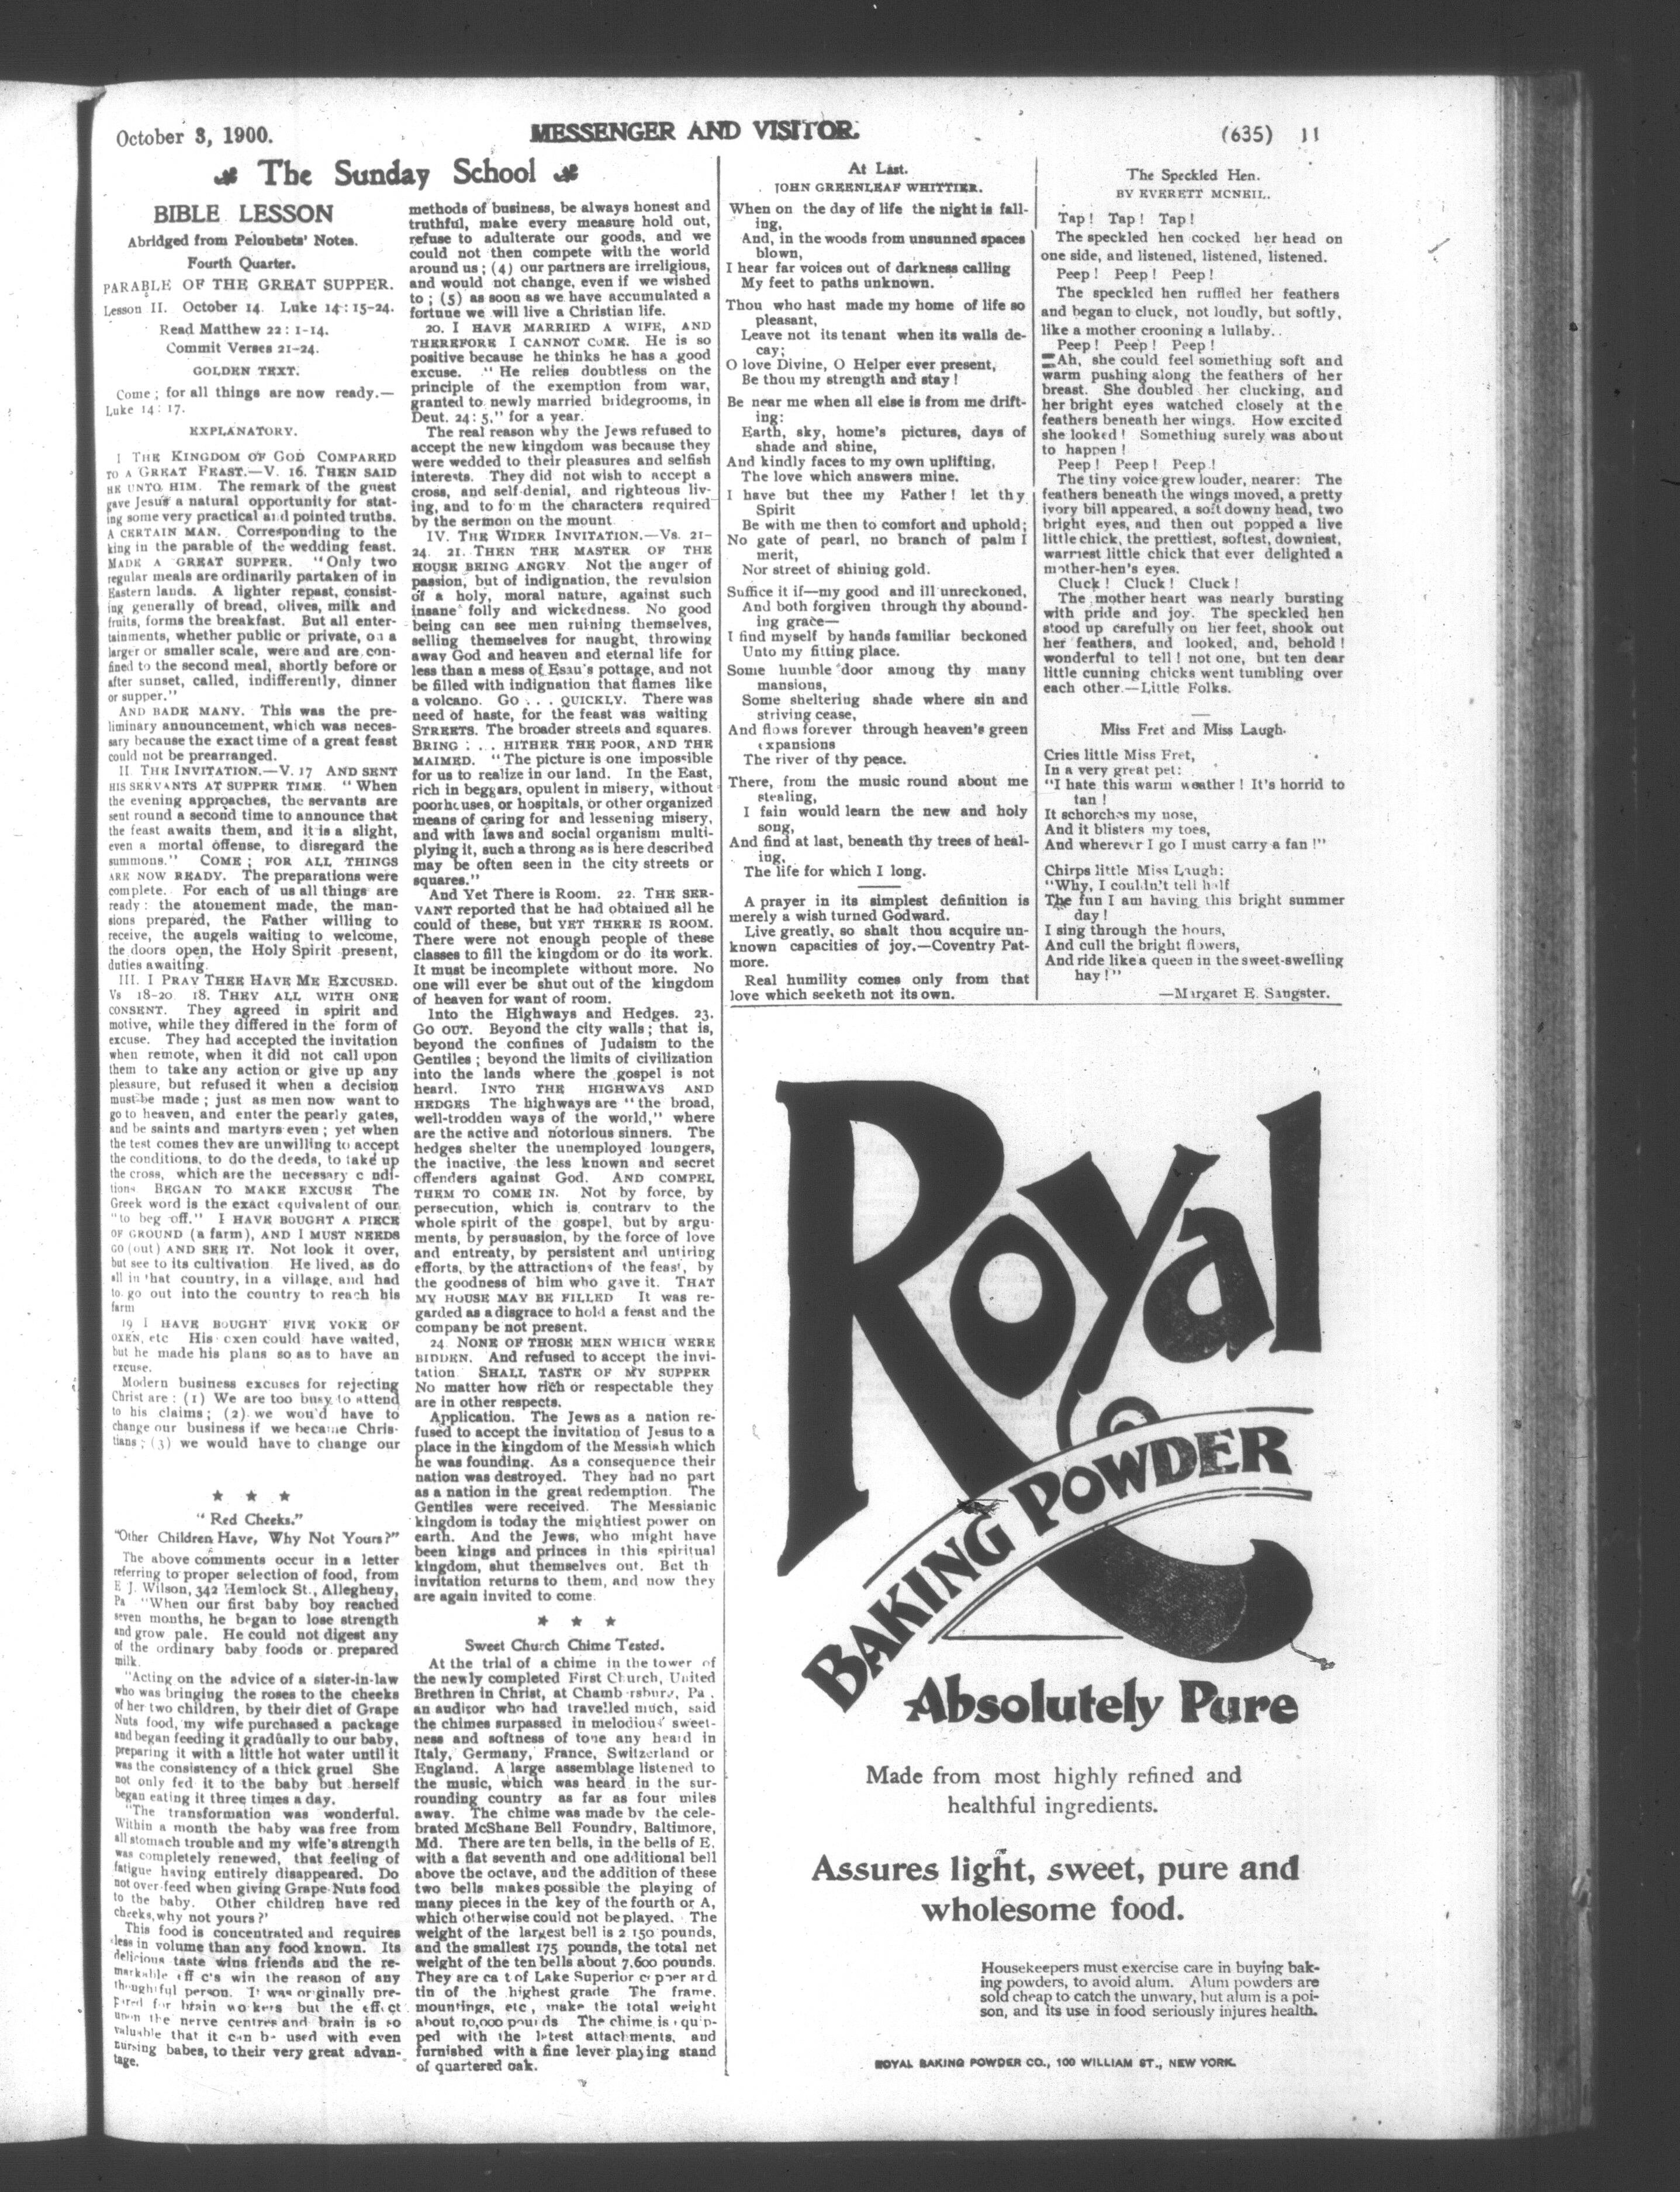 October 3, 1900.
MESSENGER AND VISITOR.
(635) 11
The Sunday School
BIBLE LESSON
Abridged from Peloubets' Notes.
Fourth Quarter.
PARABLE OF THE GREAT SUPPER.
Lesson II. October 14. Luke 14: 15-24.
Read Matthew 22: 1-14.
Commit Verses 21-24.
GOLDEN TEXT.
Come; for all things are now ready.—
Luke 14: 17.
EXPLANATORY.
I THE KINGDOM OF GOD COMPARED
TO A GREAT FEAST.—V. 16. THEN SAID
HE UNTO HIM. The remark of the guest
gave Jesus a natural opportunity for stat-
ing some very practical and pointed truths.
A CERTAIN MAN. Corresponding to the
king in the parable of the wedding feast.
MADE A GREAT SUPPER. "Only two
regular meals are ordinarily partaken of in
Eastern lands. A lighter repast, consist-
ing generally of bread, olives, milk and
fruits, forms the breakfast. But all enter-
tainments, whether public or private, on a
larger or smaller scale, were and are con-
fined to the second meal, shortly before or
after sunset, called, indifferently, dinner
or supper."
AND BADE MANY. This was the pre-
liminary announcement, which was neces-
sary because the exact time of a great feast
could not be prearranged.
II. THE INVITATION.—V. 17 AND SENT
HIS SERVANTS AT SUPPER TIME. "When
the evening approaches, the servants are
sent round a second time to announce that
the feast awaits them, and it is a slight,
even a mortal offense, to disregard the
summons." COME; FOR ALL THINGS
ARE NOW READY. The preparations were
complete. For each of us all things are
ready: the atonement made, the man-
sions prepared, the Father willing to
receive, the angels waiting to welcome,
the doors open, the Holy Spirit present,
duties awaiting.
III. I PRAY THEE HAVE ME EXCUSED.
Vs 18-20. 18. THEY ALL WITH ONE
CONSENT. They agreed in spirit and
motive, while they differed in the form of
excuse. They had accepted the invitation
when remote, when it did not call upon
them to take any action or give up any
pleasure, but refused it when a decision
must be made; just as men now want to
go to heaven, and enter the pearly gates,
and be saints and martyrs even; yet when
the test comes they are unwilling to accept
the conditions, to do the deeds, to take up
the cross, which are the necessary c ndi-
tions BEGAN TO MAKE EXCUSE The
Greek word is the exact equivalent of our
"to beg off." I HAVE BOUGHT A PIECE
OF GROUND (a farm), AND I MUST NEEDS
GO (out) AND SEE IT. Not look it over,
but see to its cultivation. He lived, as do
all in that country, in a village, and had
to go out into the country to reach his
farm
19 I HAVE BOUGHT FIVE YOKE OF
OXEN, etc His oxen could have waited,
but he made his plans so as to have an
excuse.
Modern business excuses for rejecting
Christ are: (1) We are too busy to attend
to his claims; (2) we would have to
change our business if we became Chris-
tians; (3) we would have to change our
* * *
"Red Cheeks."
"Other Children Have, Why Not Yours?"
The above comments occur in a letter
referring to proper selection of food, from
E J. Wilson, 342 Hemlock St., Allegheny,
Pa "When our first baby boy reached
seven months, he began to lose strength
and grow pale. He could not digest any
of the ordinary baby foods or prepared
milk.
"Acting on the advice of a sister-in-law
who was bringing the roses to the cheeks
of her two children, by their diet of Grape
Nuts food, my wife purchased a package
and began feeding it gradually to our baby,
preparing it with a little hot water until it
was the consistency of a thick gruel She
not only fed it to the baby but herself
began eating it three times a day.
"The transformation was wonderful.
Within a month the baby was free from
all stomach trouble and my wife's strength
was completely renewed, that feeling of
fatigue having entirely disappeared. Do
not over-feed when giving Grape-Nuts food
to the baby. Other children have red
cheeks, why not yours?"
This food is concentrated and requires
less in volume than any food known. Its
delicious taste wins friends and the re-
markable eff c's win the reason of any
thoughtful person. I' was originally pre-
pared for brain wo kers but the effect
upon the nerve centres and brain is so
valuable that it can b- used with even
nursing babes, to their very great advan-
tage.
methods of business, be always honest and
truthful, make every measure hold out,
refuse to adulterate our goods, and we
could not then compete with the world
around us; (4) our partners are irreligious,
and would not change, even if we wished
to; (5) as soon as we have accumulated a
fortune we will live a Christian life.
20. I HAVE MARRIED A WIFE, AND
THEREFORE I CANNOT COME. He is so
positive because he thinks he has a good
excuse. "He relies doubtless on the
principle of the exemption from war,
granted to newly married bridegrooms, in
Deut. 24: 5," for a year.
The real reason why the Jews refused to
accept the new kingdom was because they
were wedded to their pleasures and selfish
interests. They did not wish to accept a
cross, and self-denial, and righteous liv-
ing, and to fo m the characters required
by the sermon on the mount
IV. THE WIDER INVITATION.—Vs. 21-
24. 21. THEN THE MASTER OF THE
HOUSE BEING ANGRY. Not the anger of
passion, but of indignation, the revulsion
of a holy, moral nature, against such
insane folly and wickedness. No good
being can see men ruining themselves,
selling themselves for naught, throwing
away God and heaven and eternal life for
less than a mess of Esau's pottage, and not
be filled with indignation that flames like
a volcano. GO . . . QUICKLY. There was
need of haste, for the feast was waiting
STREETS. The broader streets and squares.
BRING . . . HITHER THE POOR, AND THE
MAIMED. "The picture is one impossible
for us to realize in our land. In the East,
rich in beggars, opulent in misery, without
poorhouses, or hospitals, or other organized
means of caring for and lessening misery,
and with laws and social organism multi-
plying it, such a throng as is here described
may be often seen in the city streets or
squares."
And Yet There is Room. 22. THE SER-
VANT reported that he had obtained all he
could of these, but YET THERE IS ROOM.
There were not enough people of these
classes to fill the kingdom or do its work.
It must be incomplete without more. No
one will ever be shut out of the kingdom
of heaven for want of room.
Into the Highways and Hedges. 23.
GO OUT. Beyond the city walls; that is,
beyond the confines of Judaism to the
Gentiles; beyond the limits of civilization
into the lands where the gospel is not
heard. INTO THE HIGHWAYS AND
HEDGES The highways are "the broad,
well-trodden ways of the world," where
are the active and notorious sinners. The
hedges shelter the unemployed loungers,
the inactive, the less known and secret
offenders against God. AND COMPEL
THEM TO COME IN. Not by force, by
persecution, which is contrary to the
whole spirit of the gospel, but by argu-
ments, by persuasion, by the force of love
and entreaty, by persistent and untiring
efforts, by the attractions of the feast, by
the goodness of him who gave it. THAT
MY HOUSE MAY BE FILLED It was re-
garded as a disgrace to hold a feast and the
company be not present.
24. NONE OF THOSE MEN WHICH WERE
BIDDEN. And refused to accept the invi-
tation SHALL TASTE OF MY SUPPER
No matter how rich or respectable they
are in other respects.
Application. The Jews as a nation re-
fused to accept the invitation of Jesus to a
place in the kingdom of the Messiah which
he was founding. As a consequence their
nation was destroyed. They had no part
as a nation in the great redemption. The
Gentiles were received. The Messianic
kingdom is today the mightiest power on
earth. And the Jews, who might have
been kings and princes in this spiritual
kingdom, shut themselves out. But th
invitation returns to them, and now they
are again invited to come.
* * *
Sweet Church Chime Tested.
At the trial of a chime in the tower of
the newly completed First Church, United
Brethren in Christ, at Chamb rsburg, Pa.,
an auditor who had travelled much, said
the chimes surpassed in melodious sweet-
ness and softness of tone any heard in
Italy, Germany, France, Switzerland or
England. A large assemblage listened to
the music, which was heard in the sur-
rounding country as far as four miles
away. The chime was made by the cele-
brated McShane Bell Foundry, Baltimore,
Md. There are ten bells, in the bells of E.
with a flat seventh and one additional bell
above the octave, and the addition of these
two bells makes possible the playing of
many pieces in the key of the fourth or A,
which otherwise could not be played. The
weight of the largest bell is 2 150 pounds,
and the smallest 175 pounds, the total net
weight of the ten bells about 7,600 pounds.
They are ca t of Lake Superior copper and
tin of the highest grade The frame,
mountings, etc, make the total weight
about 10,000 pounds The chime is quip-
ped with the latest attachments, and
furnished with a fine lever playing stand
of quartered oak.
At Last.
JOHN GREENLEAF WHITTIER.
When on the day of life the night is fall-
ing,
And, in the woods from unsunned spaces
blown,
I hear far voices out of darkness calling
My feet to paths unknown.
Thou who hast made my home of life so
pleasant,
Leave not its tenant when its walls de-
cay;
O love Divine, O Helper ever present,
Be thou my strength and stay!
Be near me when all else is from me drift-
ing:
Earth, sky, home's pictures, days of
shade and shine,
And kindly faces to my own uplifting,
The love which answers mine.
I have but thee my Father! let thy
Spirit
Be with me then to comfort and uphold;
No gate of pearl, no branch of palm I
merit,
Nor street of shining gold.
Suffice it if—my good and ill unreckoned,
And both forgiven through thy abound-
ing grace—
I find myself by hands familiar beckoned
Unto my fitting place.
Some humble door among thy many
mansions,
Some sheltering shade where sin and
striving cease,
And flows forever through heaven's green
expansions
The river of thy peace.
There, from the music round about me
stealing,
I fain would learn the new and holy
song,
And find at last, beneath thy trees of heal-
ing,
The life for which I long.
A prayer in its simplest definition is
merely a wish turned Godward.
Live greatly, so shalt thou acquire un-
known capacities of joy.—Coventry Pat-
more.
Real humility comes only from that
love which seeketh not its own.
The Speckled Hen.
BY EVERETT MCNEIL.
Tap! Tap! Tap!
The speckled hen cocked her head on
one side, and listened, listened, listened.
Peep! Peep! Peep!
The speckled hen ruffled her feathers
and began to cluck, not loudly, but softly,
like a mother crooning a lullaby.
Peep! Peep! Peep!
Ah, she could feel something soft and
warm pushing along the feathers of her
breast. She doubled her clucking, and
her bright eyes watched closely at the
feathers beneath her wings. How excited
she looked! Something surely was about
to happen!
Peep! Peep! Peep!
The tiny voice grew louder, nearer: The
feathers beneath the wings moved, a pretty
ivory bill appeared, a soft downy head, two
bright eyes, and then out popped a live
little chick, the prettiest, softest, downiest,
warmest little chick that ever delighted a
mother-hen's eyes.
Cluck! Cluck! Cluck!
The mother heart was nearly bursting
with pride and joy. The speckled hen
stood up carefully on her feet, shook out
her feathers, and looked, and, behold!
wonderful to tell! not one, but ten dear
little cunning chicks went tumbling over
each other.—Little Folks.
Miss Fret and Miss Laugh.
Cries little Miss Fret,
In a very great pet:
"I hate this warm weather! It's horrid to
tan!
It schorches my nose,
And it blisters my toes,
And wherever I go I must carry a fan!"
Chirps little Miss Laugh:
"Why, I couldn't tell half
The fun I am having this bright summer
day!
I sing through the hours,
And cull the bright flowers,
And ride like a queen in the sweet-swelling
hay!"
—Margaret E. Sangster.
Royal
BAKING POWDER
Absolutely Pure
Made from most highly refined and
healthful ingredients.
Assures light, sweet, pure and
wholesome food.
Housekeepers must exercise care in buying bak-
ing powders, to avoid alum. Alum powders are
sold cheap to catch the unwary, but alum is a poi-
son, and its use in food seriously injures health.
ROYAL BAKING POWDER CO., 100 WILLIAM ST., NEW YORK.